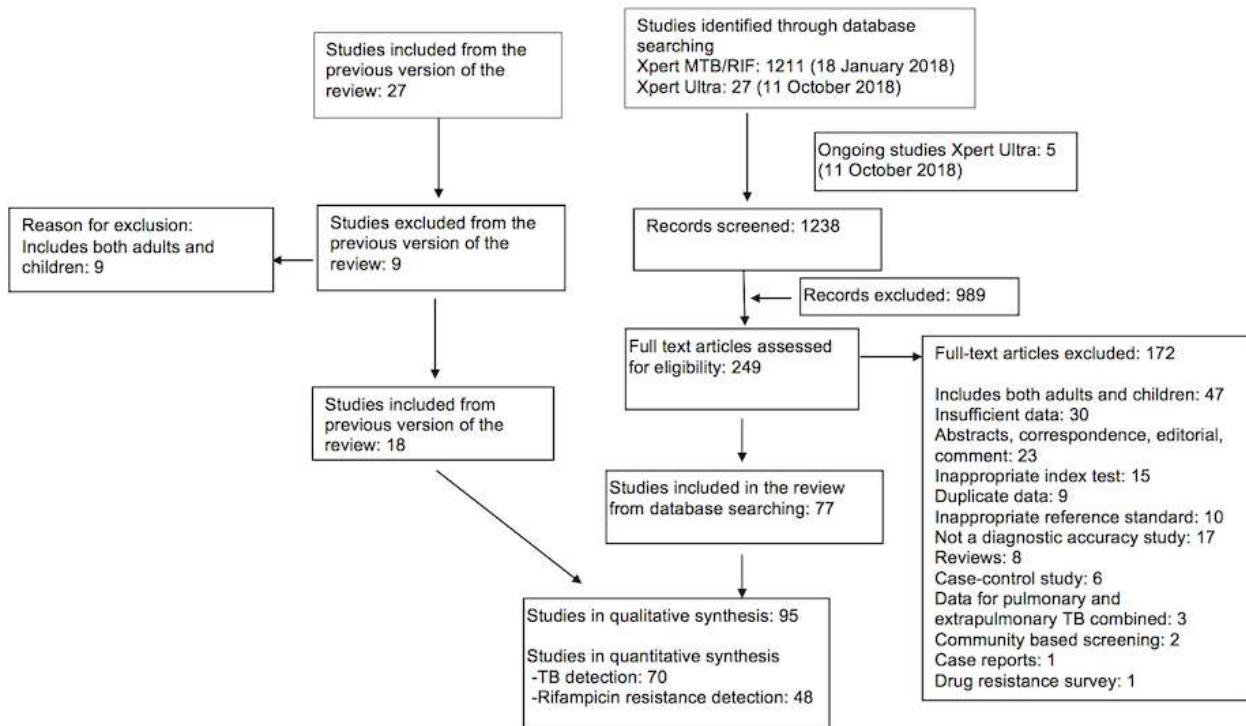 Studies included from the
previous version of the
review: 27
Studies identified through database
searching
Xpert MTB/RIF: 1211 (18 January 2018)
Xpert Ultra: 27 (11 October 2018)
Ongoing studies Xpert Ultra: 5
(11 October 2018)
Reason for exclusion:
Includes both adults and
children: 9
Studies excluded from the
previous version of the
review: 9
Records screened: 1238
Records excluded: 989
Full text articles assessed
for eligibility: 249
Full-text articles excluded: 172
Includes both adults and children: 47
Insufficient data: 30
Abstracts, correspondence, editorial,
comment: 23
Inappropriate index test: 15
Duplicate data: 9
Inappropriate reference standard: 10
Not a diagnostic accuracy study: 17
Reviews: 8
Case-control study: 6
Data for pulmonary and
extrapulmonary TB combined: 3
Community based screening: 2
Case reports: 1
Drug resistance survey: 1
Studies included from
previous version of the
review: 18
Studies included in the review
from database searching: 77
Studies in qualitative synthesis: 95
Studies in quantitative synthesis
-TB detection: 70
-Rifampicin resistance detection: 48